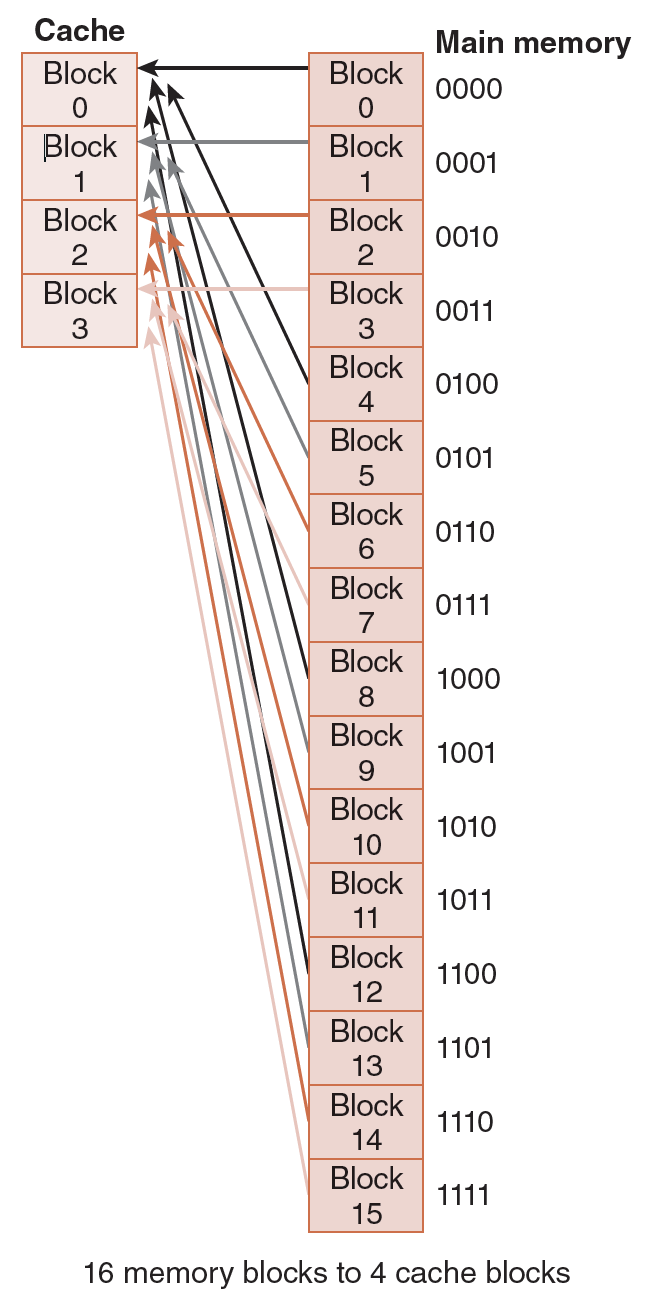 Cache
Block
0
Block
1
Block
2
Block
3
Main memory
Block
0
0000
Block
1
0001
Block
2
0010
Block
3
0011
Block
4
0100
Block
5
0101
Block
6
0110
Block
7
0111
Block
8
1000
Block
9
1001
Block
10
1010
Block
11
1011
Block
12
1100
Block
13
1101
Block
14
1110
Block
15
1111
16 memory blocks to 4 cache blocks